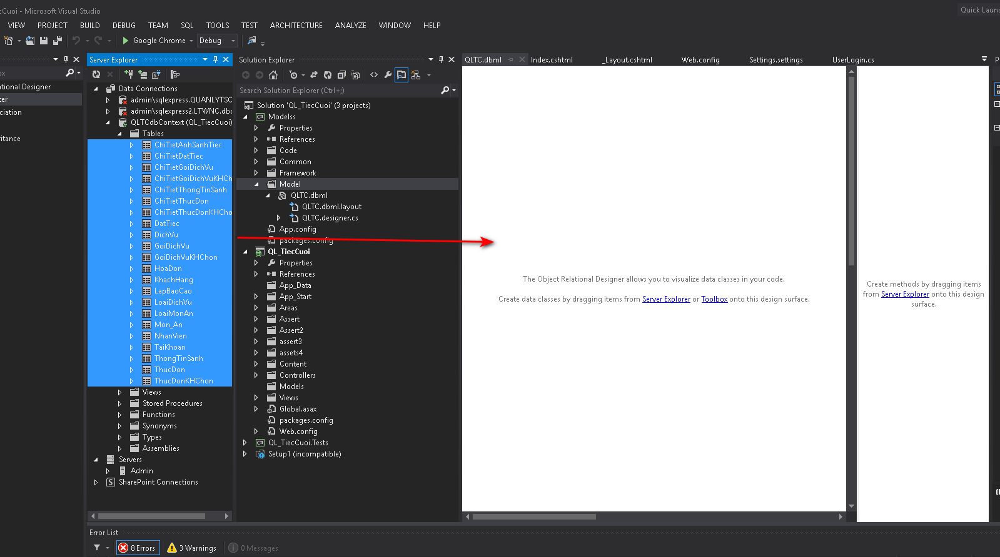 cCuoi - Microsoft Visual Studio
Quick Laun
VIEW PROJECT BUILD DEBUG TEAM SQL TOOLS TEST ARCHITECTURE ANALYZE WINDOW HELP
Google Chrome Debug
ox
ational Designer
ter
ociation
ritance
Server Explorer
Data Connections
admin\sqlexpress.QUANLYTSC
admin\sqlexpress2.LTWNC.dbo
QLTCdbContext (QL_TiecCuoi)
Tables
ChiTietAnhSanhTiec
ChiTietDatTiec
ChiTietGoiDichVu
ChiTietGoiDichVuKHCh
ChiTietThongTinSanh
ChiTietThucDon
ChiTietThucDonKHCho
DatTiec
DichVu
GoiDichVu
GoiDichVuKHChon
HoaDon
KhachHang
LapBaoCao
LoaiDichVu
LoaiMonAn
Mon_An
NhanVien
TaiKhoan
ThongTinSanh
ThucDon
ThucDonKHChon
Views
Stored Procedures
Functions
Synonyms
Types
Assemblies
Servers
Admin
SharePoint Connections
Solution Explorer
Search Solution Explorer (Ctrl+;)
Solution 'QL_TiecCuoi' (3 projects)
Modelss
Properties
References
Code
Common
Framework
Model
QLTC.dbml
QLTC.dbml.layout
QLTC.designer.cs
App.config
packages.config
QL_TiecCuoi
Properties
References
App_Data
App_Start
Areas
Assert
Assert2
assert3
assets4
Content
Controllers
Models
Views
Global.asax
packages.config
Web.config
QL_TiecCuoi.Tests
Setup1 (incompatible)
QLTC.dbml Index.cshtml _Layout.cshtml Web.config Settings.settings UserLogin.cs
P
The Object Relational Designer allows you to visualize data classes in your code.
Create data classes by dragging items from Server Explorer or Toolbox onto this design surface.
Create methods by dragging items
from Server Explorer onto this design
surface.
Error List
8 Errors 3 Warnings 0 Messages